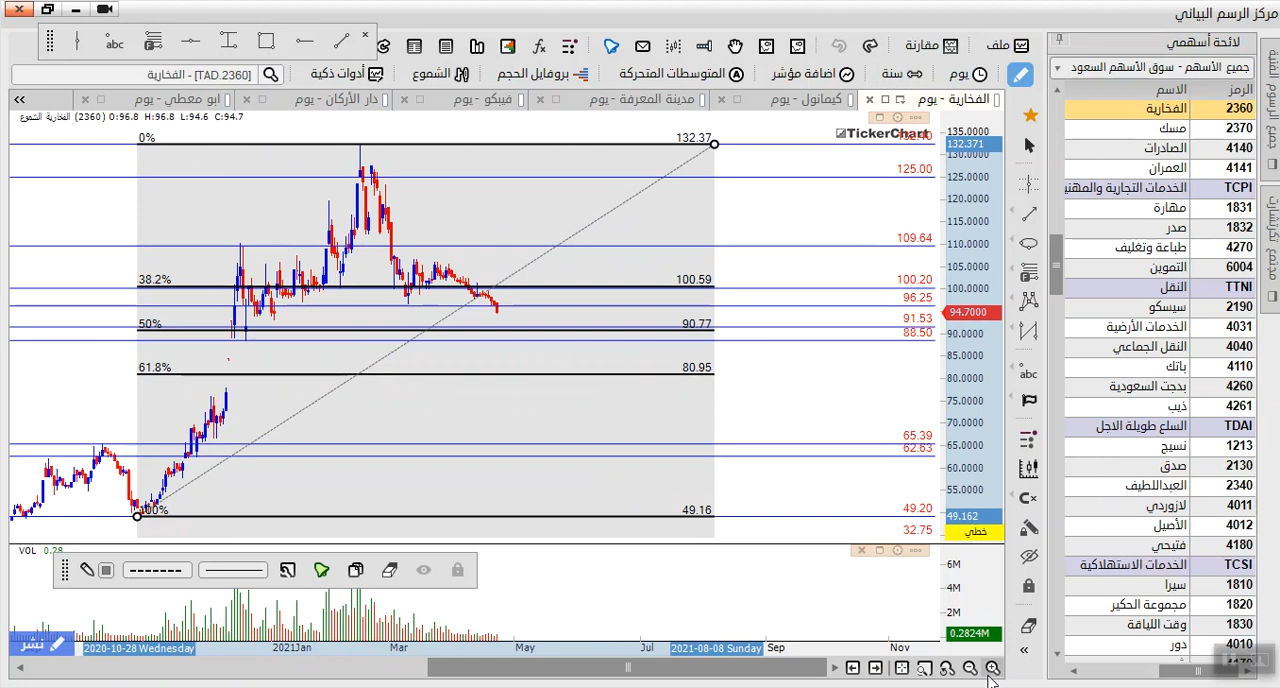 مركز الرسم البياني
abc
ملف
مقارنة
لائحة أسهمي
الفخارية - [TAD.2360]
أدوات ذكية
الشموع
بروفايل الحجم
المتوسطات المتحركة
اضافة مؤشر
سنة
يوم
جميع الأسهم - سوق الأسهم السعود
الفخارية - يوم
كيمانول - يوم
مدينة المعرفة - يوم
فيبكو - يوم
دار الأركان - يوم
ابو معطي - يوم
الرمز الاسم
الفخارية الشموع (2360) O:96.8 H:96.8 L:94.6 C:94.7
TickerChart
0% 132.37
38.2% 100.59
50% 90.77
61.8% 80.95
100% 49.16
125.00
109.64
100.20
96.25
91.53
88.50
65.39
62.63
49.20
32.75
135.0000
132.371
130.0000
125.0000
120.0000
115.0000
110.0000
105.0000
100.0000
94.7000
90.0000
85.0000
80.0000
75.0000
70.0000
65.0000
60.0000
55.0000
49.162
خطي
VOL 0.28
6M
4M
2M
0.2824M
نشر
2020-10-28 Wednesday
2021Jan
Mar
May
Jul
2021-08-08 Sunday
Sep
Nov
abc
2360 الفخارية
2370 مسك
4140 الصادرات
4141 العمران
TCPI الخدمات التجارية والمهنية
1831 مهارة
1832 صدر
4270 طباعة وتغليف
6004 التموين
TTNI النقل
2190 سيسكو
4031 الخدمات الأرضية
4040 النقل الجماعي
4110 باتك
4260 بدجت السعودية
4261 ذيب
TDAI السلع طويلة الاجل
1213 نسيج
2130 صدق
2340 العبداللطيف
4011 لازوردي
4012 الأصيل
4180 فتيحي
TCSI الخدمات الاستهلاكية
1810 سيرا
1820 مجموعة الحكير
1830 وقت اللياقة
4010 دور